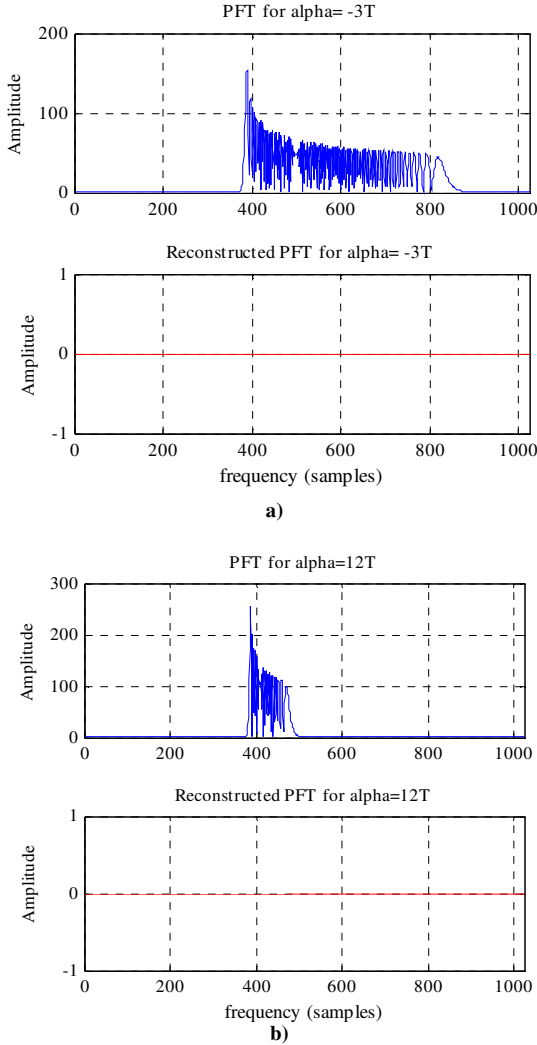 PFT for alpha= -3T
200
100
0
Amplitude
0 200 400 600 800 1000
Reconstructed PFT for alpha= -3T
1
0
-1
Amplitude
0 200 400 600 800 1000
frequency (samples)
a)
PFT for alpha=12T
300
200
100
0
Amplitude
0 200 400 600 800 1000
Reconstructed PFT for alpha=12T
1
0
-1
Amplitude
0 200 400 600 800 1000
frequency (samples)
b)